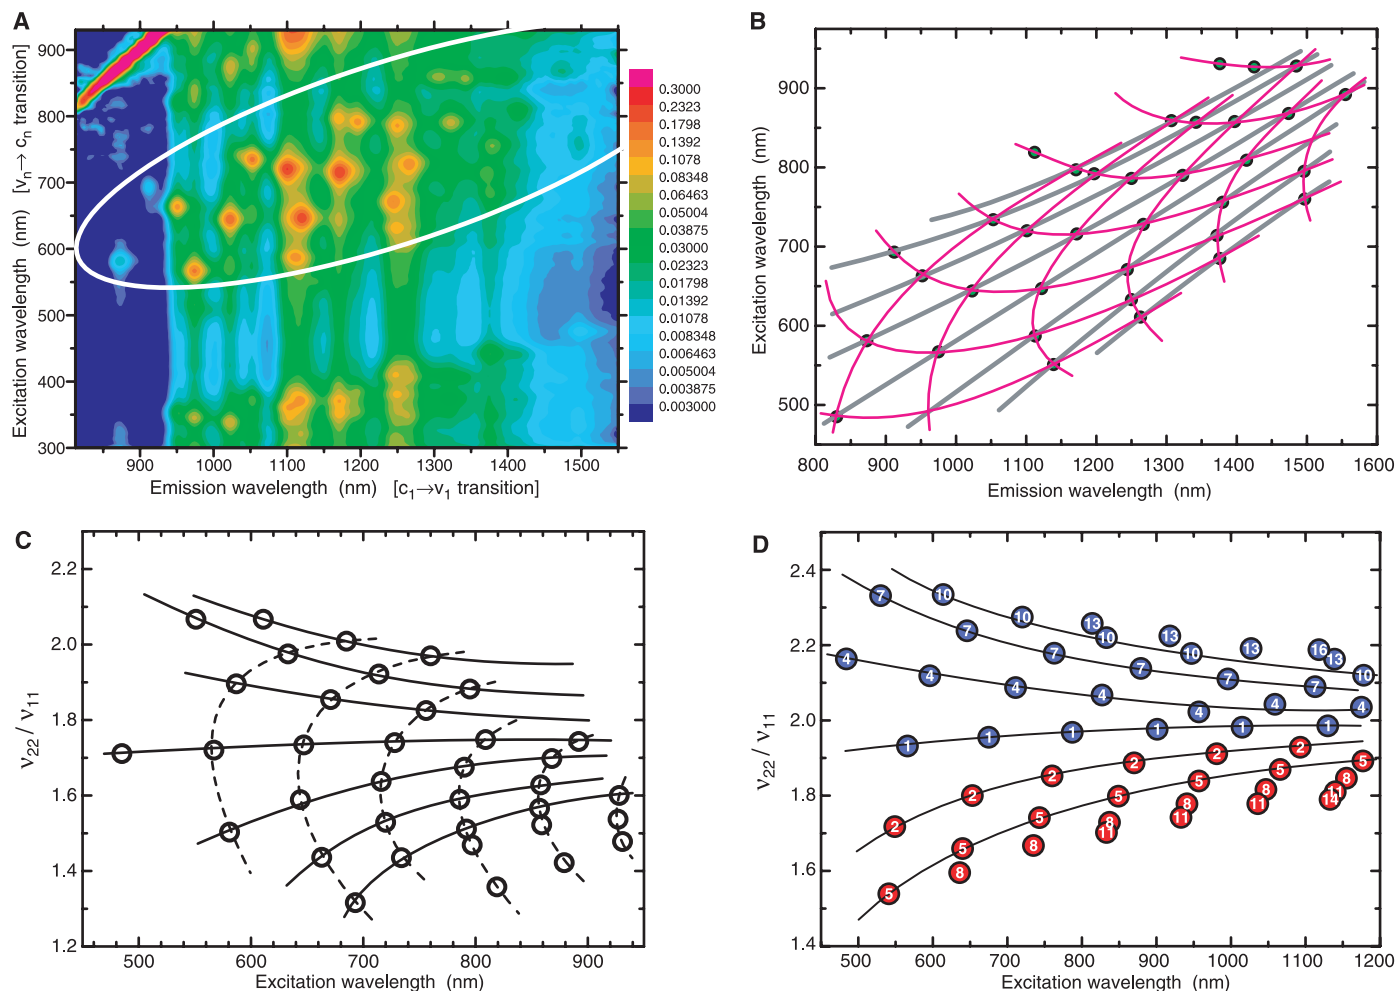 A
Excitation wavelength (nm) [vn→ cn transition]
900
800
700
600
500
400
300
900 1000 1100 1200 1300 1400 1500
Emission wavelength (nm) [c1→v1 transition]
0.3000
0.2323
0.1798
0.1392
0.1078
0.08348
0.06463
0.05004
0.03875
0.03000
0.02323
0.01798
0.01392
0.01078
0.008348
0.006463
0.005004
0.003875
0.003000
B
Excitation wavelength (nm)
900
800
700
600
500
800 900 1000 1100 1200 1300 1400 1500 1600
Emission wavelength (nm)
C
ν22 / ν11
2.2
2.0
1.8
1.6
1.4
1.2
500 600 700 800 900
Excitation wavelength (nm)
D
ν22 / ν11
2.4
2.2
2.0
1.8
1.6
1.4
7 10 10 13 10 13 10 13 16 13 10
7 7 7 7 7
4 4 4 4 4 4 4
1 1 1 1 1 1
2 2 2 2 2 2
5 5 5 5 5 5 5
8 8 8 8 8 8
11 11 11 11 14
500 600 700 800 900 1000 1100 1200
Excitation wavelength (nm)